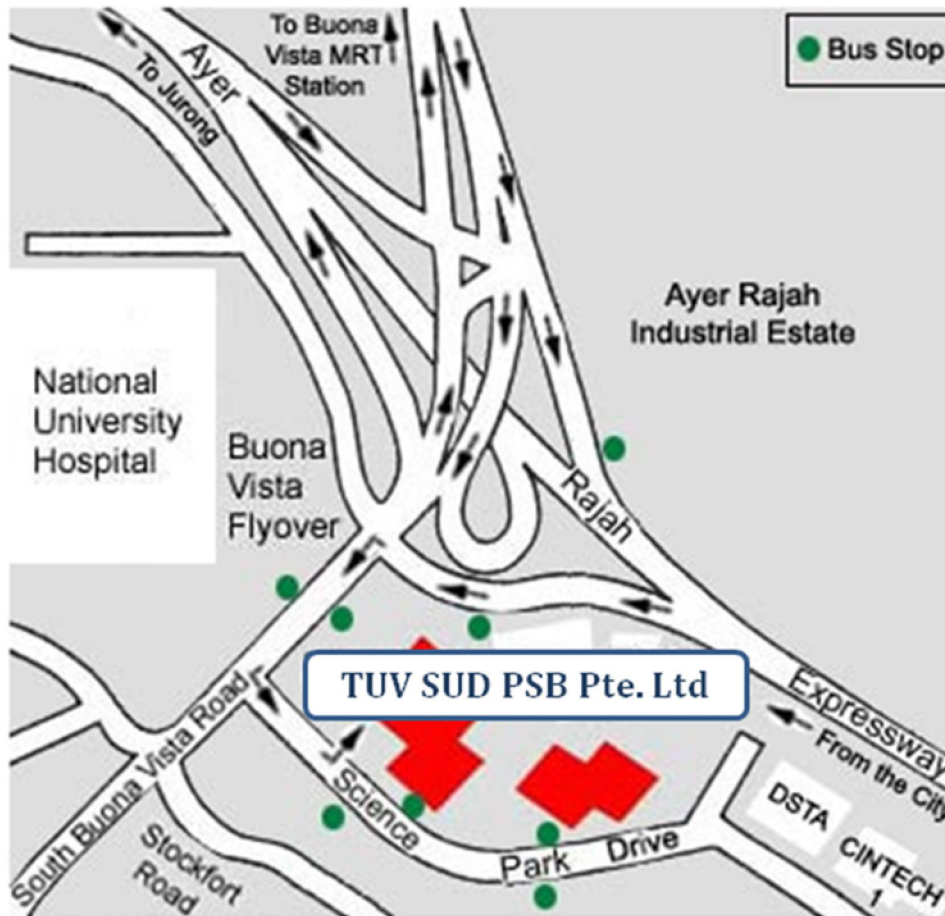 To Buona
Vista MRT
Station
Bus Stop
Ayer
To Jurong
Ayer Rajah
Industrial Estate
National
University
Hospital
Buona
Vista
Flyover
Rajah
TUV SUD PSB Pte. Ltd
Expressway
From the City
South Buona Vista Road
Science
Park Drive
DSTA
CINTECH
1
Stockfort
Road